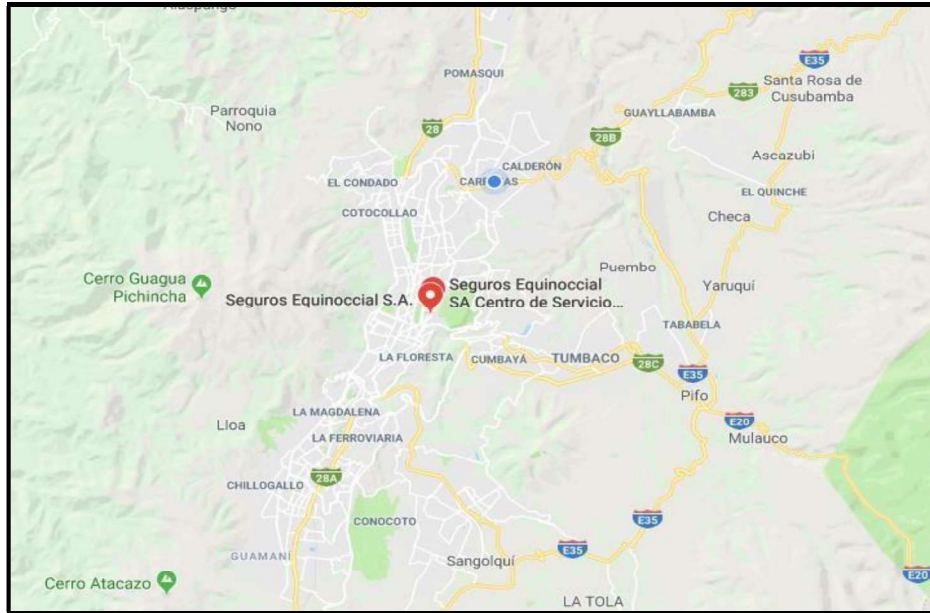 POMASQUI
E35
Santa Rosa de
Cusubamba
283
Parroquia
Nono
GUAYLLABAMBA
28
28B
Ascazubi
CALDERÓN
EL CONDADO
EL QUINCHE
COTOCOLLAO
Checa
Puembo
Cerro Guagua
Pichincha
Seguros Equinoccial S.A.
Seguros Equinoccial
SA Centro de Servicio...
Yaruquí
TABABELA
LA FLORESTA
CUMBAYÁ
TUMBACO
28C
E35
Pifo
LA MAGDALENA
E20
Lloa
LA FERROVIARIA
Mulauco
28A
CHILLOGALLO
CONOCOTO
E35
GUAMANÍ
Sangolquí
E35
E20
Cerro Atacazo
LA TOLA